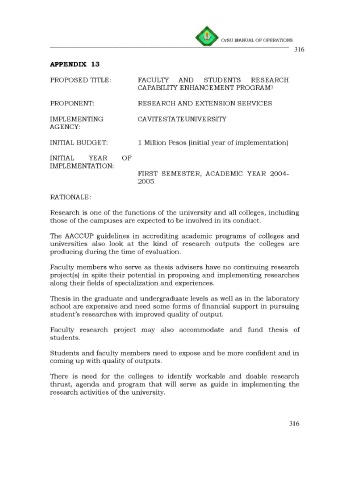 CvSU MANUAL OF OPERATIONS
316
APPENDIX 13
PROPOSED TITLE: FACULTY AND STUDENTS RESEARCH
CAPABILITY ENHANCEMENT PROGRAM
PROPONENT: RESEARCH AND EXTENSION SERVICES
IMPLEMENTING CAVITESTATEUNIVERSITY
AGENCY:
INITIAL BUDGET: 1 Million Pesos (initial year of implementation)
INITIAL YEAR OF
IMPLEMENTATION:
FIRST SEMESTER, ACADEMIC YEAR 2004-
2005.
RATIONALE:
Research is one of the functions of the university and all colleges, including
those of the campuses are expected to be involved in its conduct.
The AACCUP guidelines in accrediting academic programs of colleges and
universities also look at the kind of research outputs the colleges are
producing during the time of evaluation.
Faculty members who serve as thesis advisers have no continuing research
project(s) in spite their potential in proposing and implementing researches
along their fields of specialization and experiences.
Thesis in the graduate and undergraduate levels as well as in the laboratory
school are expensive and need some forms of financial support in pursuing
student's researches with improved quality of output.
Faculty research project may also accommodate and fund thesis of
students.
Students and faculty members need to expose and be more confident and in
coming up with quality of outputs.
There is need for the colleges to identify workable and doable research
thrust, agenda and program that will serve as guide in implementing the
research activities of the university.
316